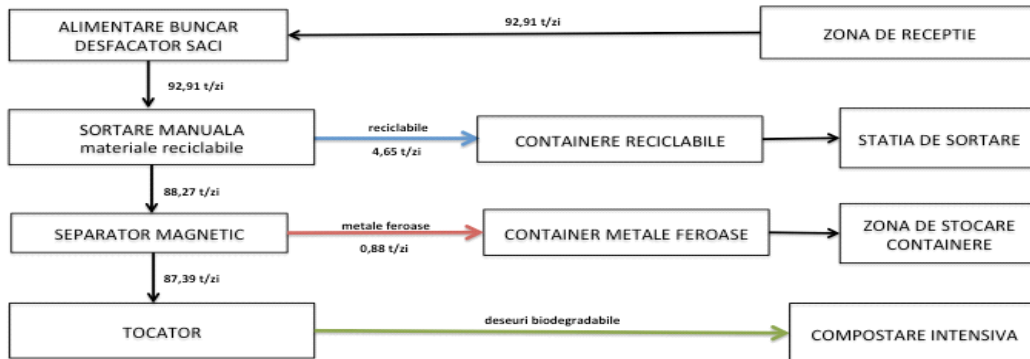 ALIMENTARE BUNCAR
DESFACATOR SACI
92,91 t/zi
ZONA DE RECEPTIE
92,91 t/zi
SORTARE MANUALA
materiale reciclabile
reciclabile
4,65 t/zi
CONTAINERE RECICLABILE
STATIA DE SORTARE
88,27 t/zi
SEPARATOR MAGNETIC
metale feroase
0,88 t/zi
CONTAINER METALE FEROASE
ZONA DE STOCARE
CONTAINERE
87,39 t/zi
TOCATOR
deseuri biodegradabile
COMPOSTARE INTENSIVA